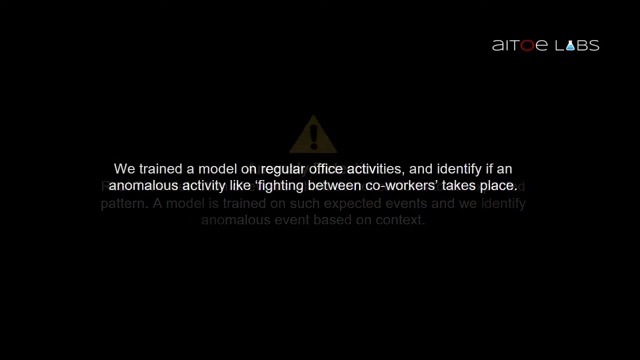 AITOE LABS
We trained a model on regular office activities, and identify if an
anomalous activity like ‘fighting between co-workers’ takes place.
pattern. A model is trained on such expected events and we identify
anomalous event based on context.